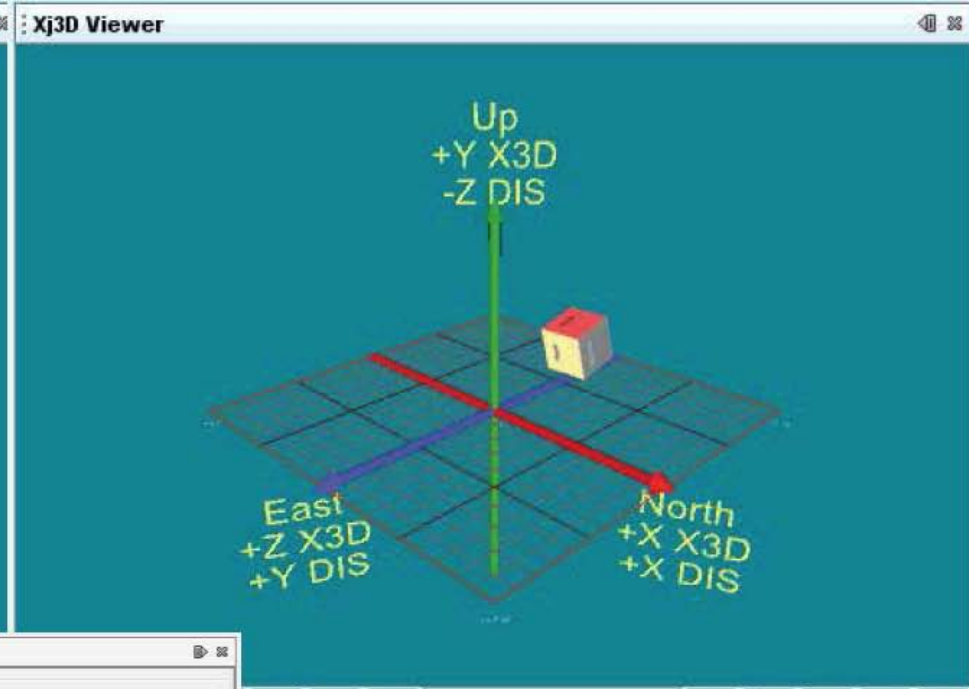 Xj3D Viewer
Up
+Y X3D
-Z DIS
East
+Z X3D
+Y DIS
North
+X X3D
+X DIS